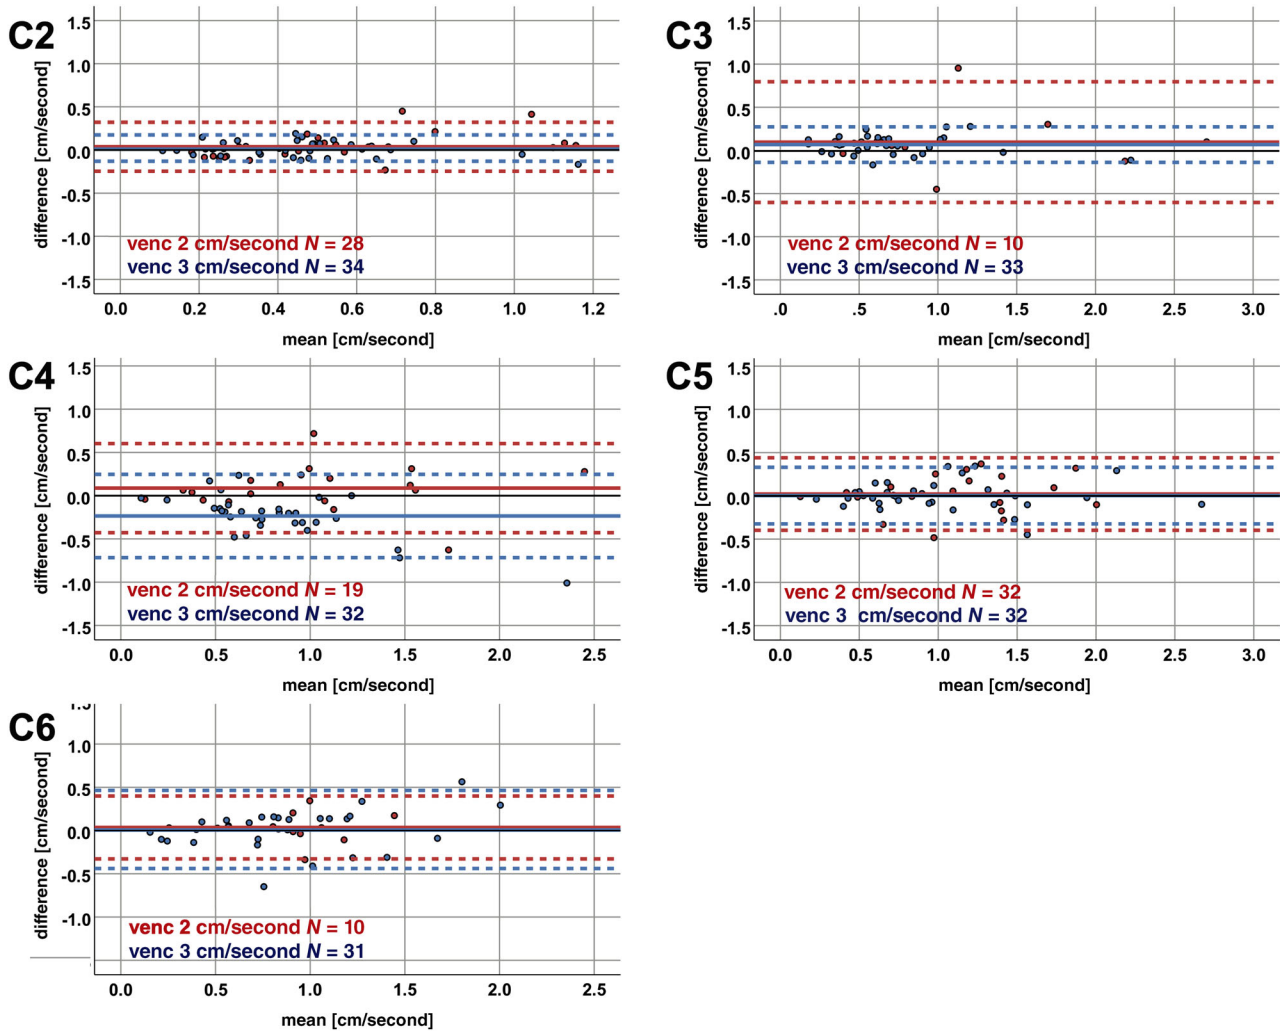 C2
difference [cm/second]
1.5
1.0
0.5
0.0
-0.5
-1.0
-1.5
venc 2 cm/second N = 28
venc 3 cm/second N = 34
0.0 0.2 0.4 0.6 0.8 1.0 1.2
mean [cm/second]
C3
difference [cm/second]
1.5
1.0
0.5
0.0
-0.5
-1.0
-1.5
venc 2 cm/second N = 10
venc 3 cm/second N = 33
.0 .5 1.0 1.5 2.0 2.5 3.0
mean [cm/second]
C4
difference [cm/second]
1.5
1.0
0.5
0.0
-0.5
-1.0
-1.5
venc 2 cm/second N = 19
venc 3 cm/second N = 32
0.0 0.5 1.0 1.5 2.0 2.5
mean [cm/second]
C5
difference [cm/second]
1.5
1.0
0.5
0.0
-0.5
-1.0
-1.5
venc 2 cm/second N = 32
venc 3 cm/second N = 32
0.0 0.5 1.0 1.5 2.0 2.5 3.0
mean [cm/second]
C6
difference [cm/second]
1.5
1.0
0.5
0.0
-0.5
-1.0
venc 2 cm/second N = 10
venc 3 cm/second N = 31
0.0 0.5 1.0 1.5 2.0 2.5
mean [cm/second]